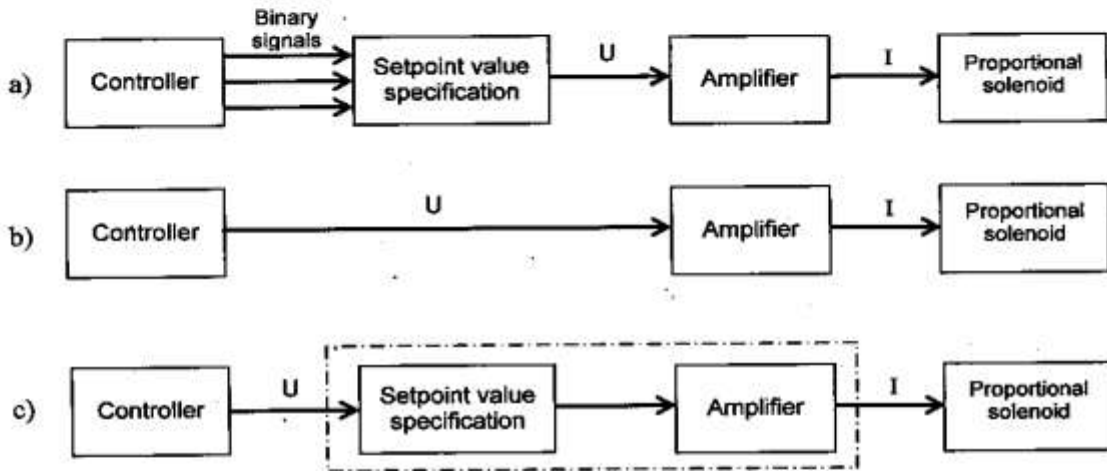 Binary
signals
a)
Controller
Setpoint value
specification
U
Amplifier
I
Proportional
solenoid
b)
Controller
U
Amplifier
I
Proportional
solenoid
c)
Controller
U
Setpoint value
specification
Amplifier
I
Proportional
solenoid